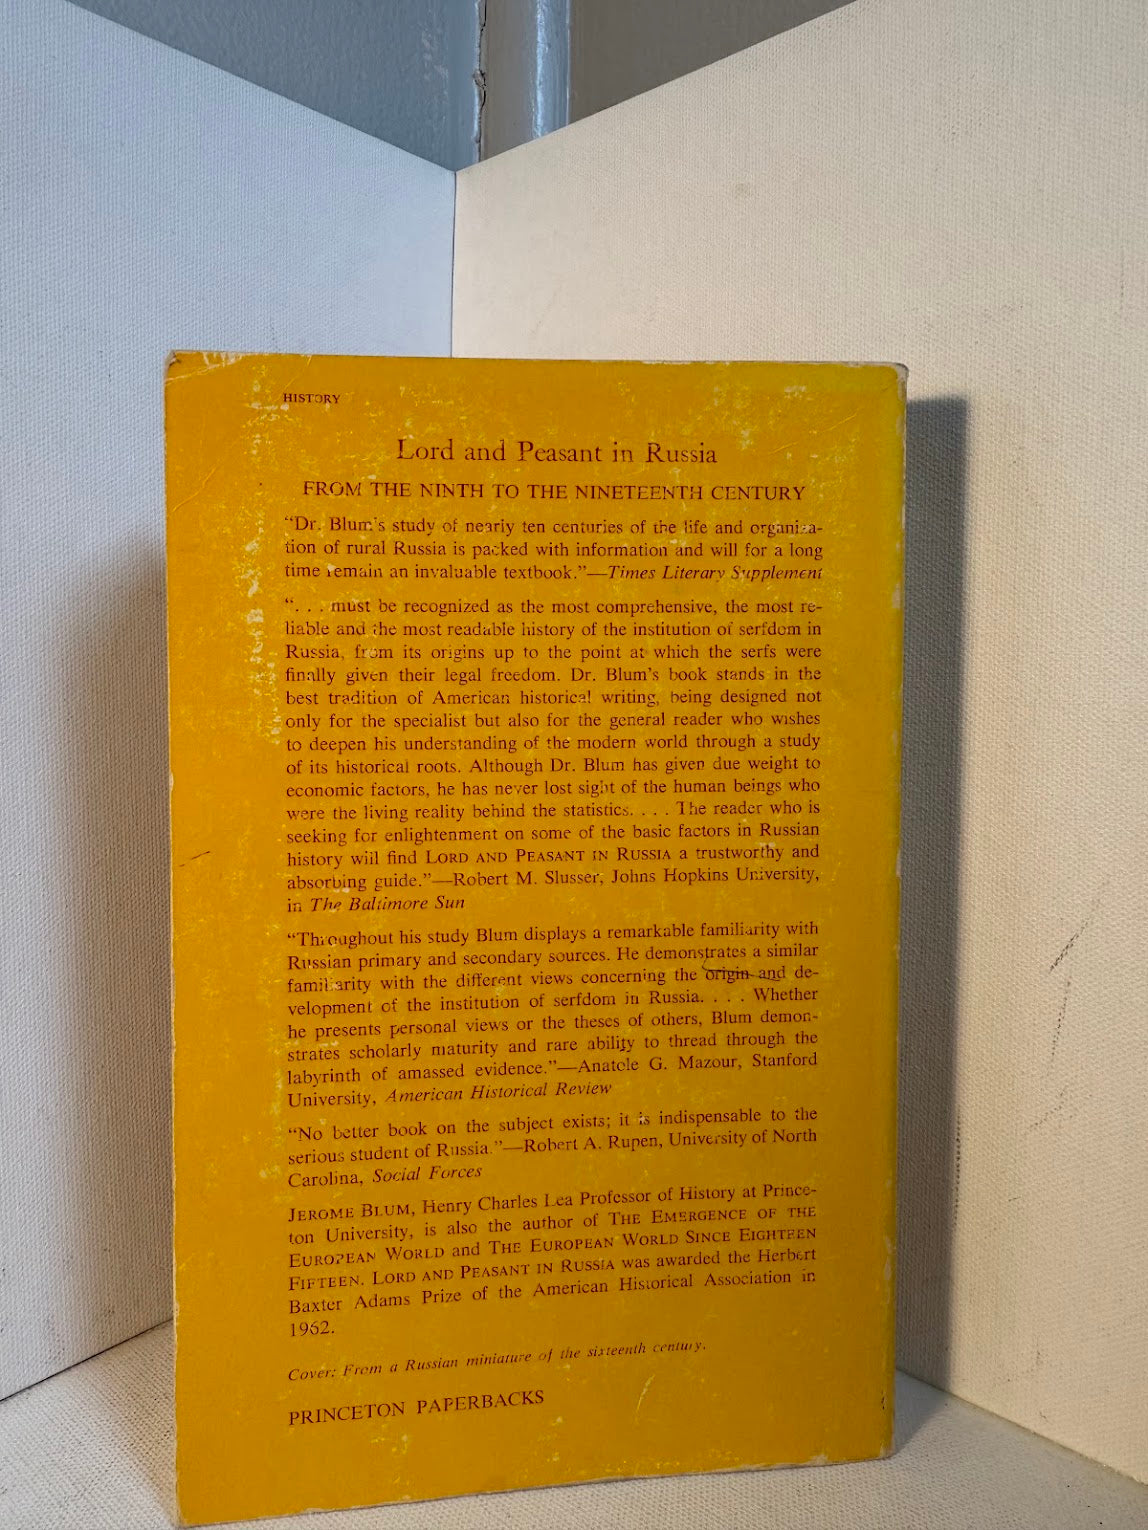 HISTORY
Lord and Peasant in Russia
FROM THE NINTH TO THE NINETEENTH CENTURY
“Dr. Blum’s study of nearly ten centuries of the life and organiza-
tion of rural Russia is packed with information and will for a long
time remain an invaluable textbook.”—Times Literary Supplement
“. . . must be recognized as the most comprehensive, the most re-
liable and the most readable history of the institution of serfdom in
Russia, from its origins up to the point at which the serfs were
finally given their legal freedom. Dr. Blum’s book stands in the
best tradition of American historical writing, being designed not
only for the specialist but also for the general reader who wishes
to deepen his understanding of the modern world through a study
of its historical roots. Although Dr. Blum has given due weight to
economic factors, he has never lost sight of the human beings who
were the living reality behind the statistics. . . . The reader who is
seeking for enlightenment on some of the basic factors in Russian
history will find LORD AND PEASANT IN RUSSIA a trustworthy and
absorbing guide.”—Robert M. Slusser, Johns Hopkins University,
in The Baltimore Sun
“Throughout his study Blum displays a remarkable familiarity with
Russian primary and secondary sources. He demonstrates a similar
familiarity with the different views concerning the origin and de-
velopment of the institution of serfdom in Russia. . . . Whether
he presents personal views or the theses of others, Blum demon-
strates scholarly maturity and rare ability to thread through the
labyrinth of amassed evidence.”—Anatole G. Mazour, Stanford
University, American Historical Review
“No better book on the subject exists; it is indispensable to the
serious student of Russia.”—Robert A. Rupen, University of North
Carolina, Social Forces
JEROME BLUM, Henry Charles Lea Professor of History at Prince-
ton University, is also the author of THE EMERGENCE OF THE
EUROPEAN WORLD and THE EUROPEAN WORLD SINCE EIGHTEEN
FIFTEEN. LORD AND PEASANT IN RUSSIA was awarded the Herbert
Baxter Adams Prize of the American Historical Association in
1962.
Cover: From a Russian miniature of the sixteenth century.
PRINCETON PAPERBACKS